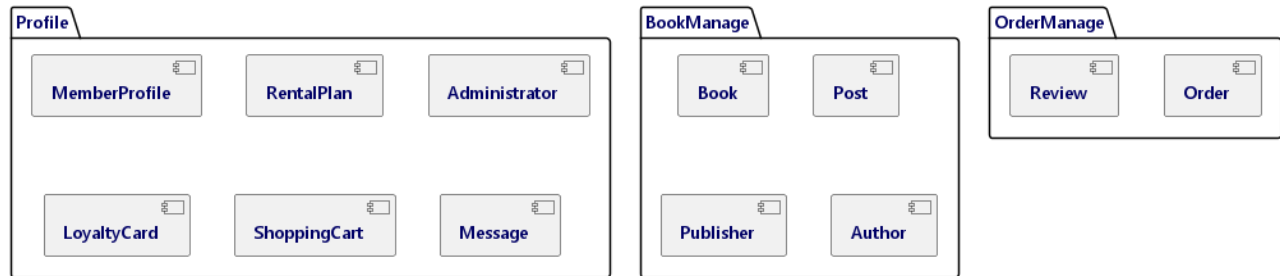 Profile
MemberProfile
RentalPlan
Administrator
LoyaltyCard
ShoppingCart
Message
BookManage
Book
Post
Publisher
Author
OrderManage
Review
Order